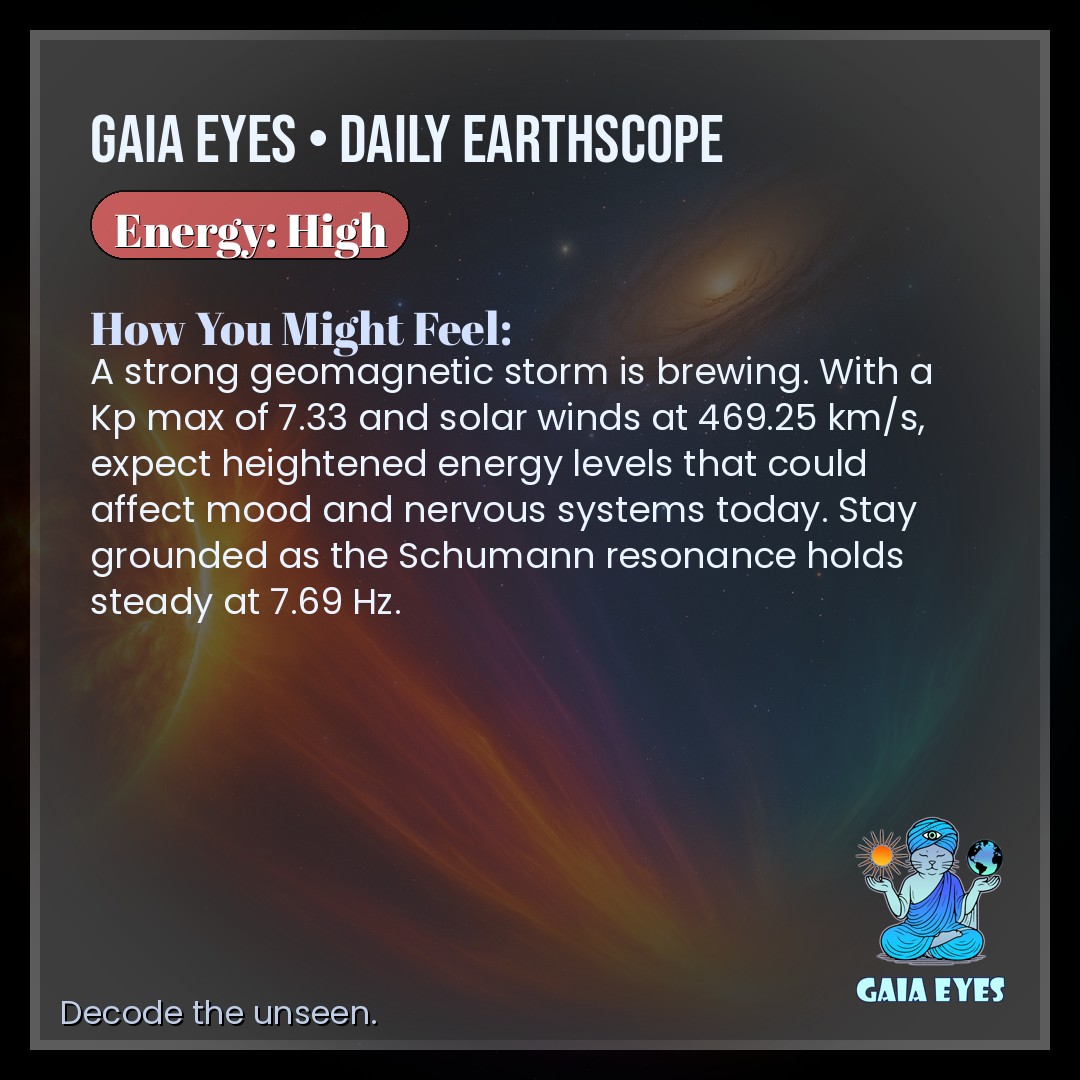 GAIA EYES • DAILY EARTHSCOPE
Energy: High
How You Might Feel:
A strong geomagnetic storm is brewing. With a
Kp max of 7.33 and solar winds at 469.25 km/s,
expect heightened energy levels that could
affect mood and nervous systems today. Stay
grounded as the Schumann resonance holds
steady at 7.69 Hz.
GAIA EYES
Decode the unseen.